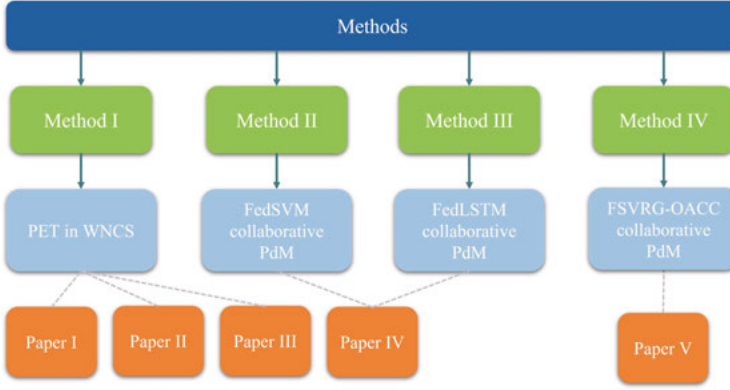 Methods
Method I
Method II
Method III
Method IV
PET in WNCS
FedSVM
collaborative
PdM
FedLSTM
collaborative
PdM
FSVRG-OACC
collaborative
PdM
Paper I
Paper II
Paper III
Paper IV
Paper V